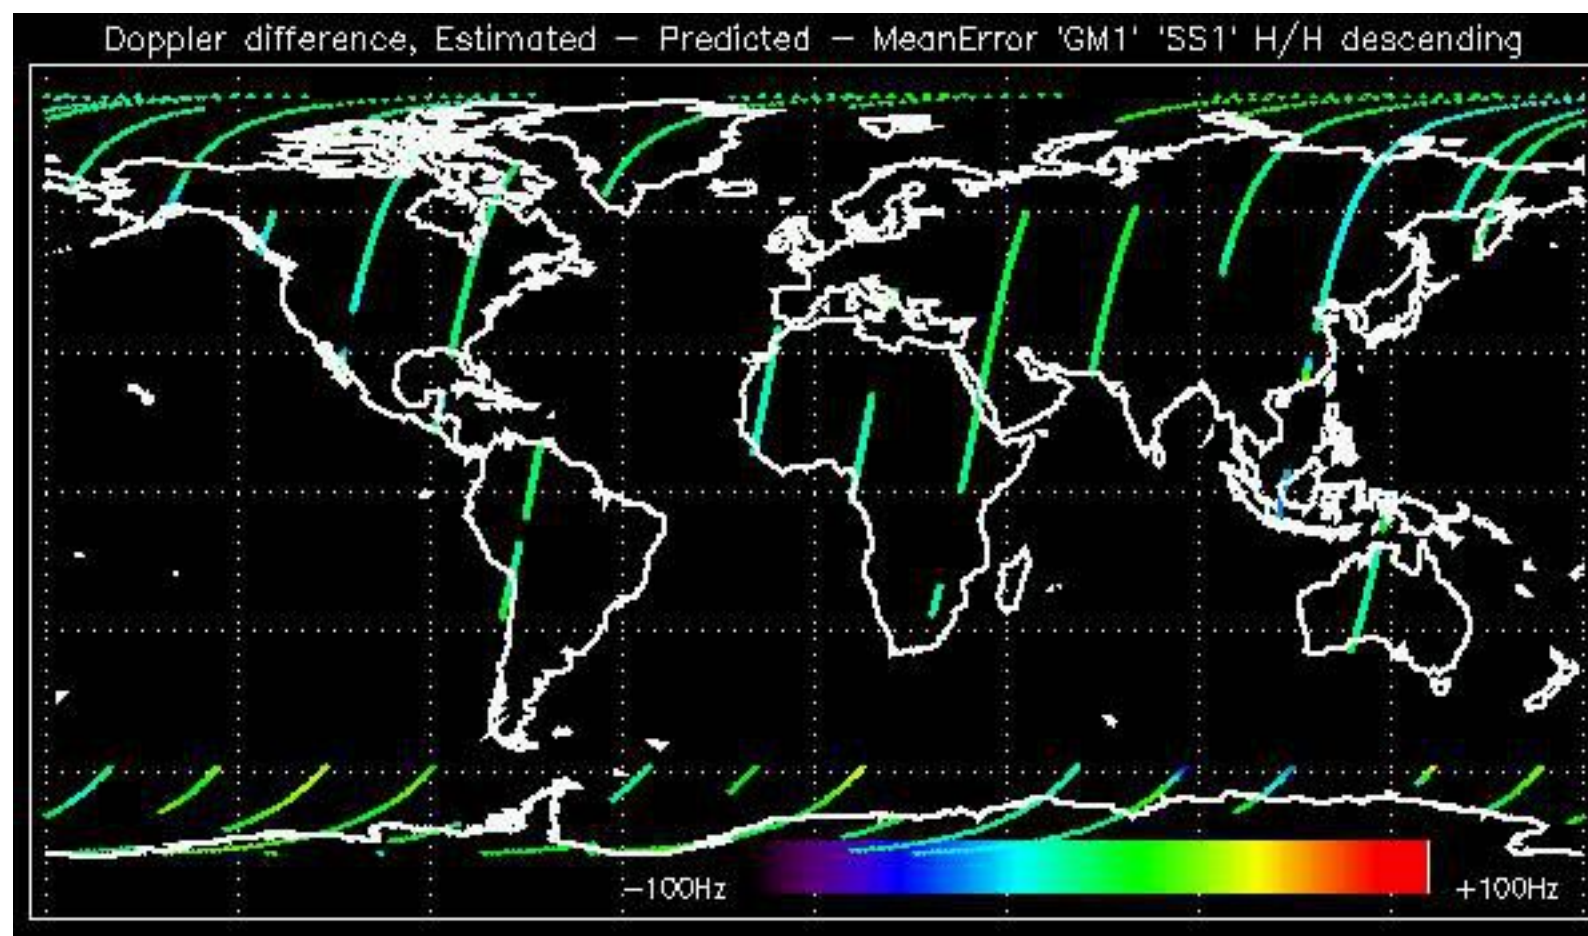 Doppler difference, Estimated – Predicted – MeanError 'GM1' 'SS1' H/H descending
–100Hz
+100Hz